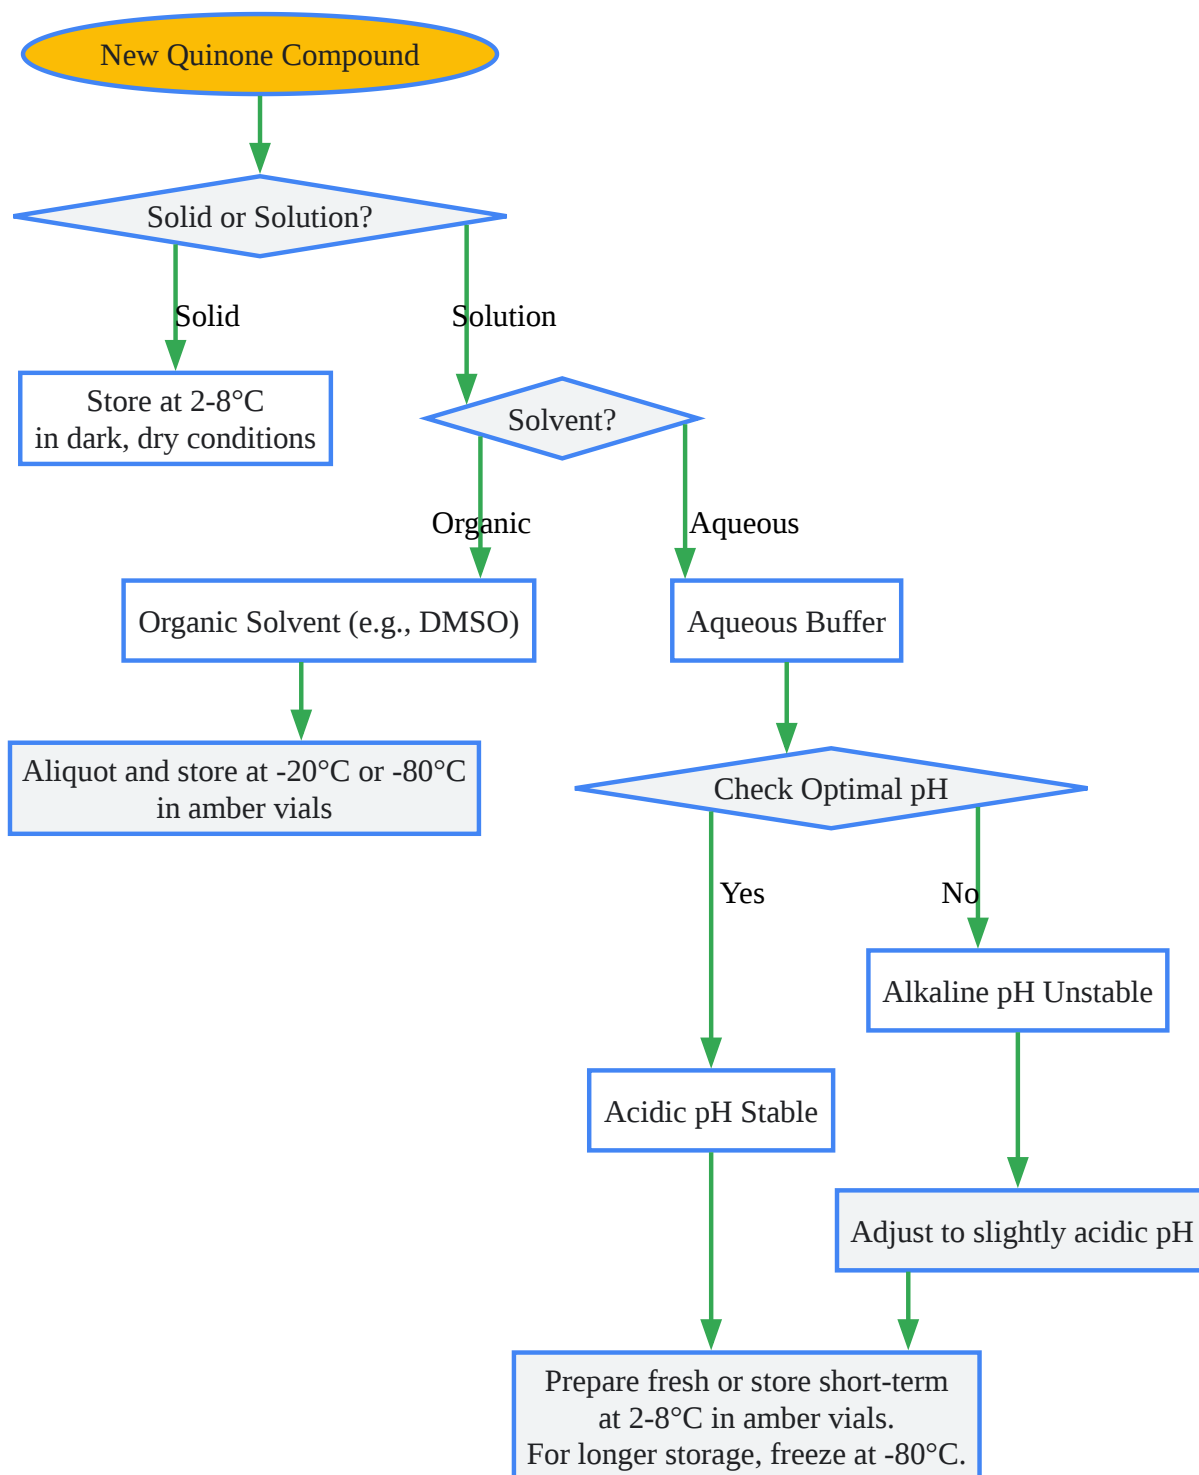 New Quinone Compound
Solid or Solution?
Solid
Solution
Store at 2-8°C
in dark, dry conditions
Solvent?
Organic
Aqueous
Organic Solvent (e.g., DMSO)
Aqueous Buffer
Aliquot and store at -20°C or -80°C
in amber vials
Check Optimal pH
Yes
No
Alkaline pH Unstable
Acidic pH Stable
Adjust to slightly acidic pH
Prepare fresh or store short-term
at 2-8°C in amber vials.
For longer storage, freeze at -80°C.